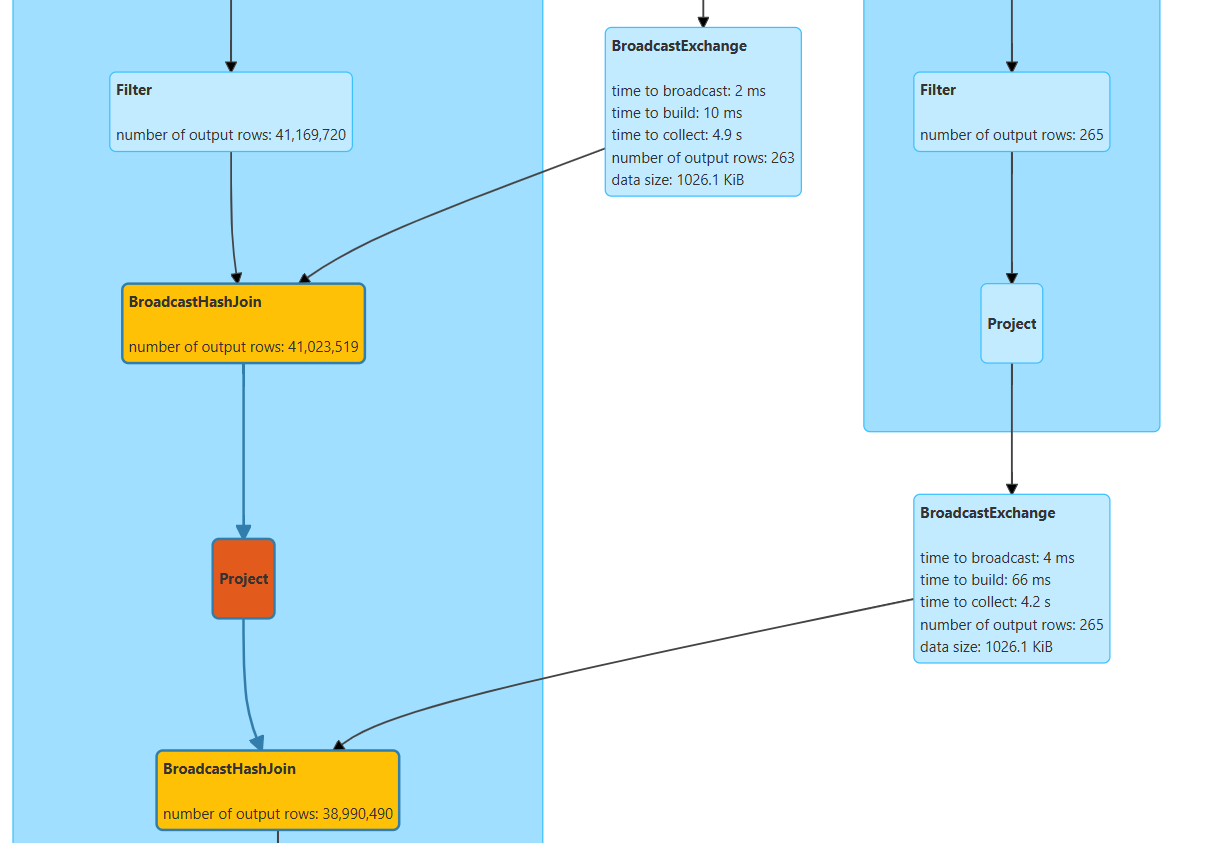 Filter
number of output rows: 41,169,720
BroadcastExchange
time to broadcast: 2 ms
time to build: 10 ms
time to collect: 4.9 s
number of output rows: 263
data size: 1026.1 KiB
Filter
number of output rows: 265
BroadcastHashJoin
number of output rows: 41,023,519
Project
Project
BroadcastExchange
time to broadcast: 4 ms
time to build: 66 ms
time to collect: 4.2 s
number of output rows: 265
data size: 1026.1 KiB
BroadcastHashJoin
number of output rows: 38,990,490